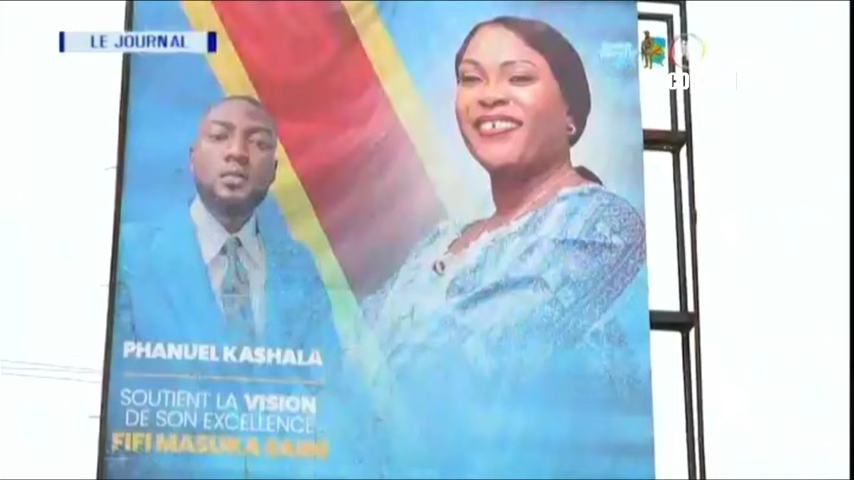 LE JOURNAL
PHANUEL KASHALA
SOUTIENT LA VISION
DE SON EXCELLENCE
FIFI MASUKA SAINI